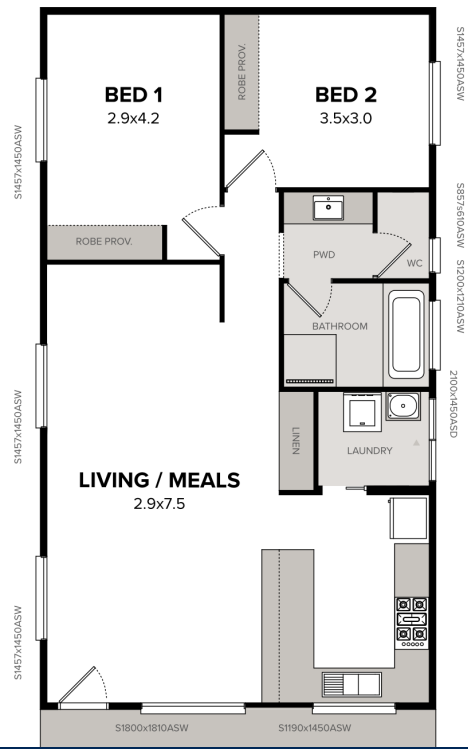 BED 1
2.9x4.2
ROBE PROV.
BED 2
3.5x3.0
S1457x1450ASW
S1457x1450ASW
ROBE PROV.
PWD
WC
S857s610ASW
S1200x1210ASW
BATHROOM
2100x1450ASD
S1457x1450ASW
LINEN
LAUNDRY
LIVING / MEALS
2.9x7.5
S1457x1450ASW
S1800x1810ASW
S1190x1450ASW